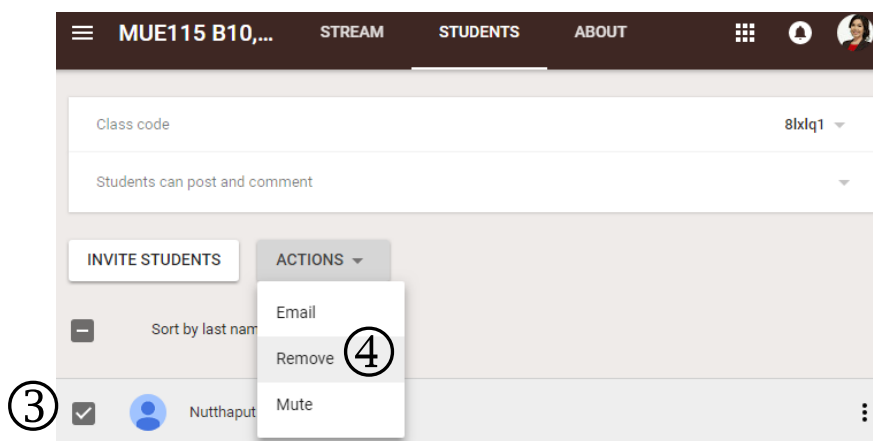 MUE115 B10,... STREAM STUDENTS ABOUT
Class code 8lxlq1
Students can post and comment
INVITE STUDENTS ACTIONS
Email
Sort by last nam
Remove ④
Mute
③ Nutthaput